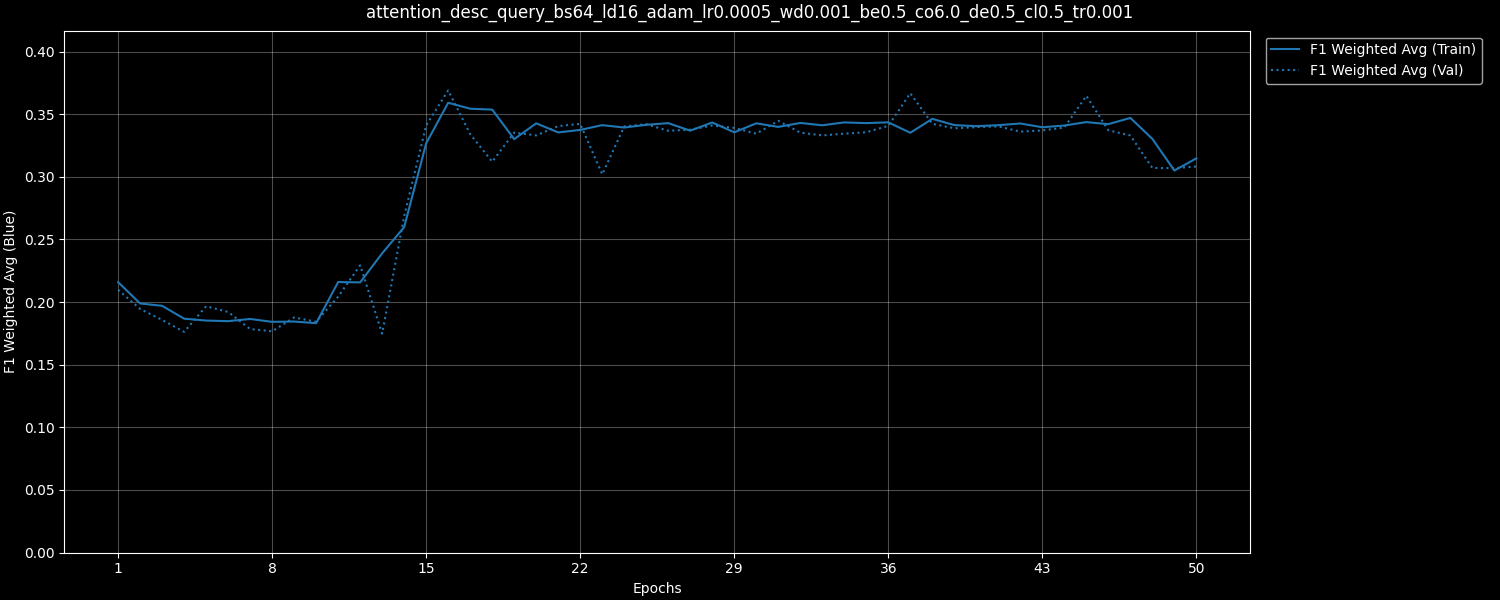 attention_desc_query_bs64_ld16_adam_lr0.0005_wd0.001_be0.5_co6.0_de0.5_cl0.5_tr0.001
F1 Weighted Avg (Train)
F1 Weighted Avg (Val)
F1 Weighted Avg (Blue)
0.40
0.35
0.30
0.25
0.20
0.15
0.10
0.05
0.00
1 8 15 22 29 36 43 50
Epochs